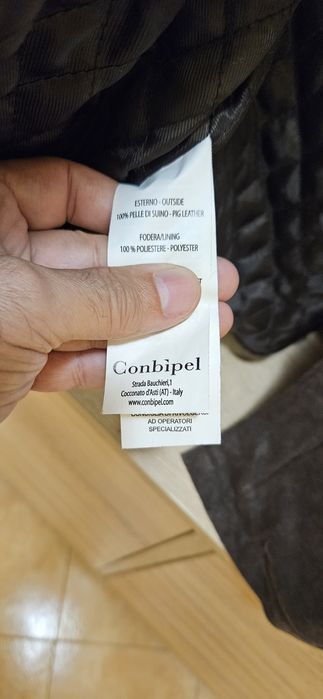 ESTERNO - OUTSIDE
100% PELLE DI SUINO - PIG LEATHER
FODERA/LINING
100 % POLIESTERE - POLYESTER
Conbipel
Strada Bauchieri,1
Cocconato d'Asti (AT) - Italy
www.conbipel.com
AD OPERATORI
SPECIALIZZATI